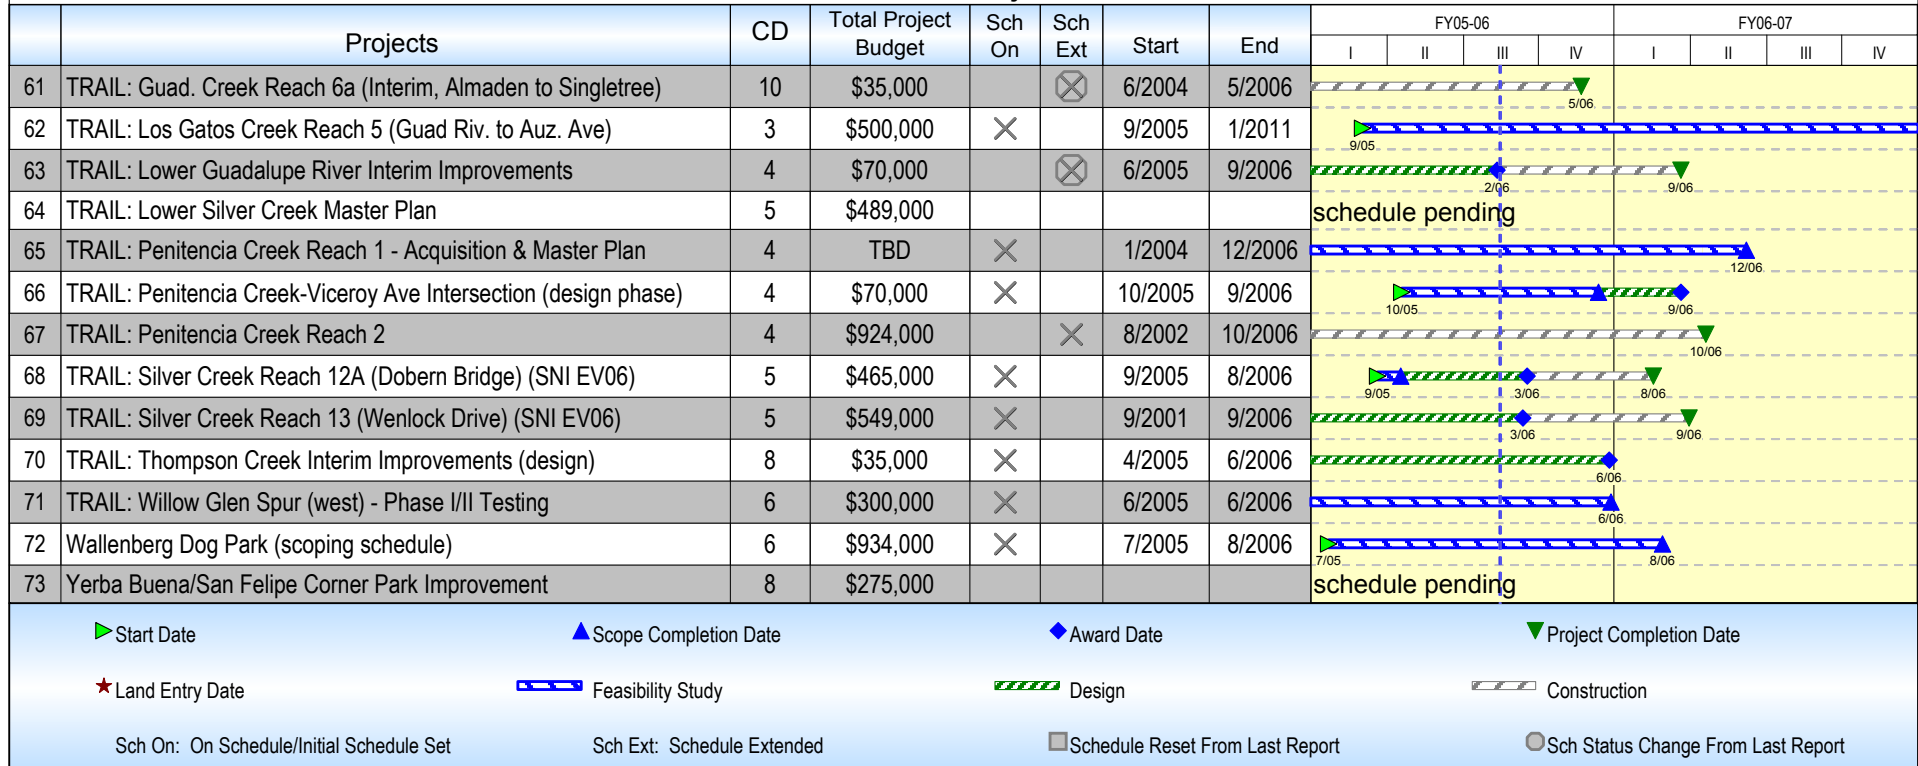 Projects CD Total Project Budget Sch On Sch Ext Start End FY05-06 FY06-07
I II III IV I II III IV
61 TRAIL: Guad. Creek Reach 6a (Interim, Almaden to Singletree) 10 $35,000 6/2004 5/2006 5/06
62 TRAIL: Los Gatos Creek Reach 5 (Guad Riv. to Auz. Ave) 3 $500,000 9/2005 1/2011 9/05
63 TRAIL: Lower Guadalupe River Interim Improvements 4 $70,000 6/2005 9/2006 2/06 9/06
64 TRAIL: Lower Silver Creek Master Plan 5 $489,000 schedule pending
65 TRAIL: Penitencia Creek Reach 1 - Acquisition & Master Plan 4 TBD 1/2004 12/2006 12/06
66 TRAIL: Penitencia Creek-Viceroy Ave Intersection (design phase) 4 $70,000 10/2005 9/2006 10/05 9/06
67 TRAIL: Penitencia Creek Reach 2 4 $924,000 8/2002 10/2006 10/06
68 TRAIL: Silver Creek Reach 12A (Dobern Bridge) (SNI EV06) 5 $465,000 9/2005 8/2006 9/05 3/06 8/06
69 TRAIL: Silver Creek Reach 13 (Wenlock Drive) (SNI EV06) 5 $549,000 9/2001 9/2006 3/06 9/06
70 TRAIL: Thompson Creek Interim Improvements (design) 8 $35,000 4/2005 6/2006 6/06
71 TRAIL: Willow Glen Spur (west) - Phase I/II Testing 6 $300,000 6/2005 6/2006 6/06
72 Wallenberg Dog Park (scoping schedule) 6 $934,000 7/2005 8/2006 7/05 8/06
73 Yerba Buena/San Felipe Corner Park Improvement 8 $275,000 schedule pending
Start Date Scope Completion Date Award Date Project Completion Date
Land Entry Date Feasibility Study Design Construction
Sch On: On Schedule/Initial Schedule Set Sch Ext: Schedule Extended Schedule Reset From Last Report Sch Status Change From Last Report